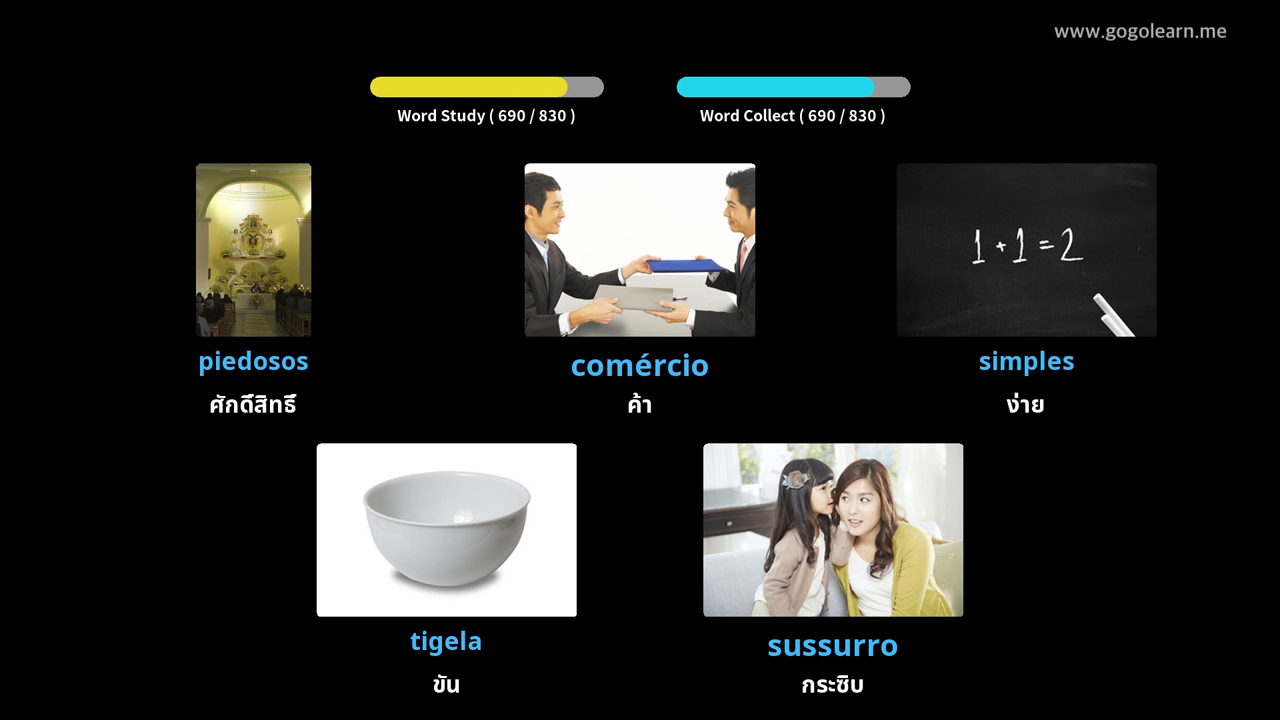 www.gogolearn.me
Word Study ( 690 / 830 )
Word Collect ( 690 / 830 )
1 + 1 = 2
piedosos
comércio
simples
ศักดิ์สิทธิ์
ค้า
ง่าย
tigela
sussurro
ขัน
กระซิบ